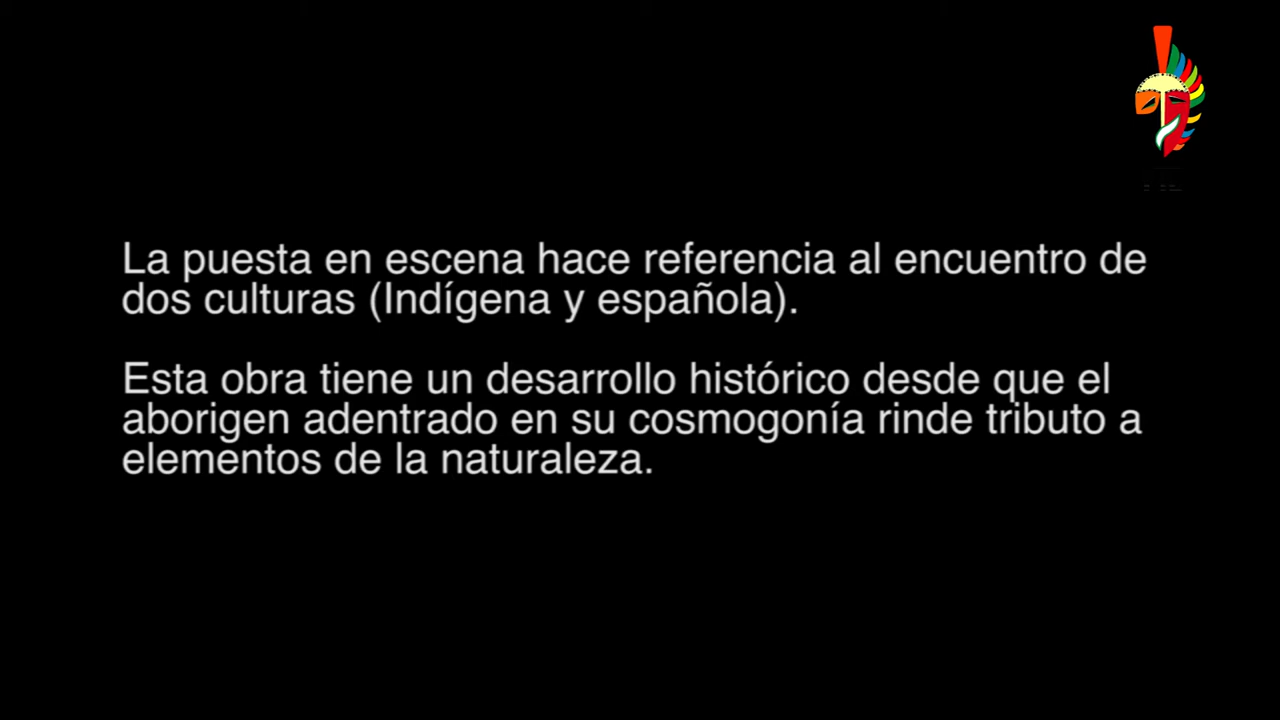 La puesta en escena hace referencia al encuentro de
dos culturas (Indígena y española).
Esta obra tiene un desarrollo histórico desde que el
aborigen adentrado en su cosmogonía rinde tributo a
elementos de la naturaleza.